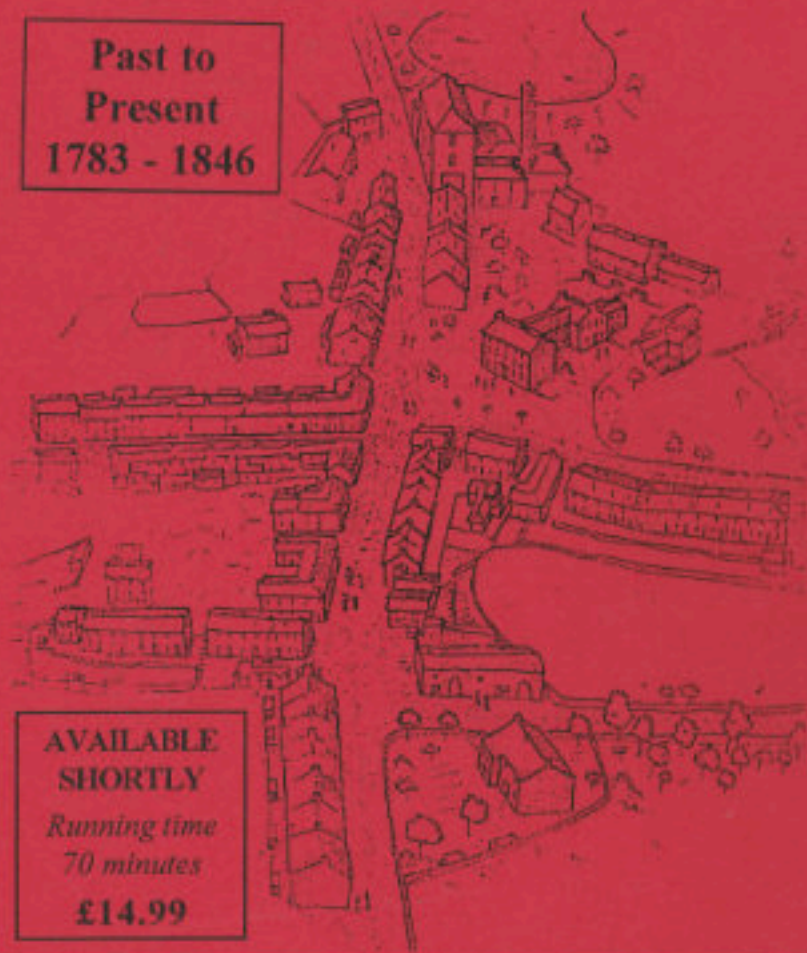 Past to
Present
1783 - 1846
AVAILABLE
SHORTLY
Running time
70 minutes
£14.99